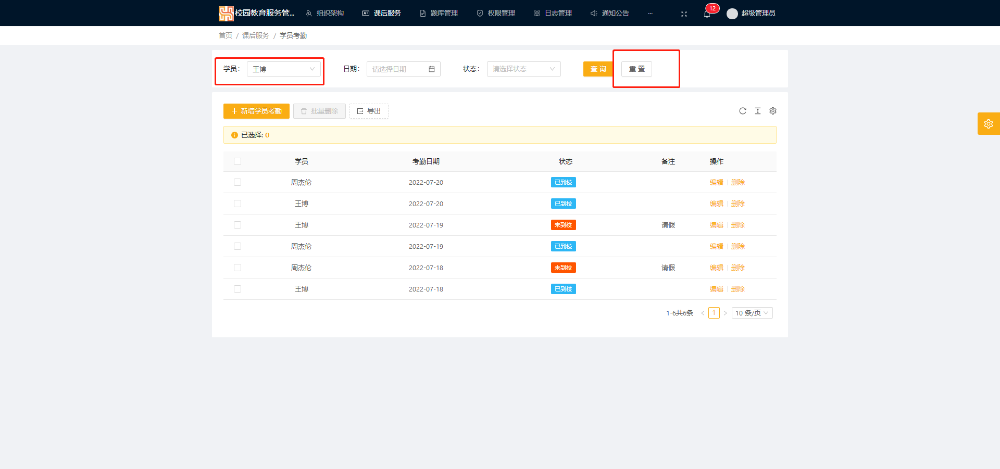 校园教育服务管... 组织架构 课后服务 题库管理 权限管理 日志管理 通知公告 ··· 12 超级管理员
首页 / 课后服务 / 学员考勤
学员: 王博 日期: 请选择日期 状态: 请选择状态 查 询 重 置
新增学员考勤 批量删除 导出
已选择: 0
学员 考勤日期 状态 备注 操作
周杰伦 2022-07-20 已到校 编辑 删除
王博 2022-07-20 已到校 编辑 删除
王博 2022-07-19 未到校 请假 编辑 删除
周杰伦 2022-07-19 已到校 编辑 删除
周杰伦 2022-07-18 未到校 请假 编辑 删除
王博 2022-07-18 已到校 编辑 删除
1-6共6条 < 1 > 10 条/页